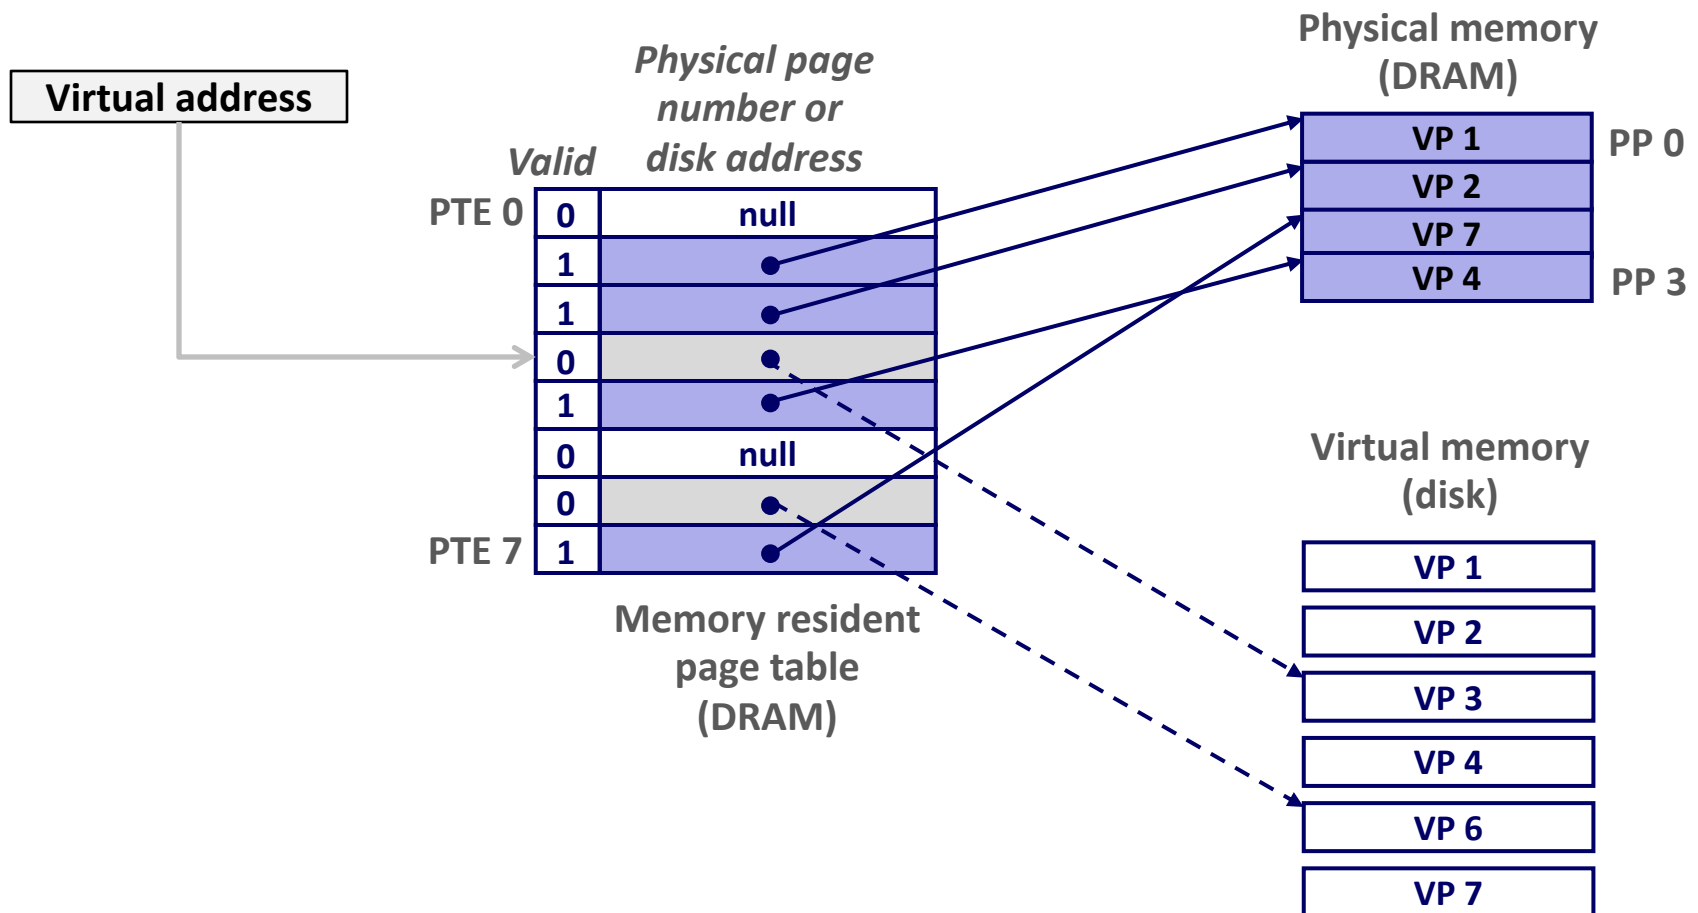 Virtual address
Physical page
number or
disk address
Valid
PTE 0
0
null
1
1
0
1
0
null
0
PTE 7
1
Memory resident
page table
(DRAM)
Physical memory
(DRAM)
VP 1
PP 0
VP 2
VP 7
VP 4
PP 3
Virtual memory
(disk)
VP 1
VP 2
VP 3
VP 4
VP 6
VP 7